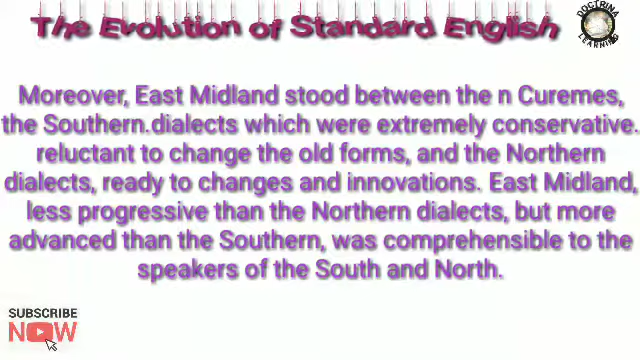 The Evolution of Standard English
DOCTRINA
LEARNING
Moreover, East Midland stood between the n Curemes,
the Southern.dialects which were extremely conservative.
reluctant to change the old forms, and the Northern
dialects, ready to changes and innovations. East Midland,
less progressive than the Northern dialects, but more
advanced than the Southern, was comprehensible to the
speakers of the South and North.
SUBSCRIBE
NOW